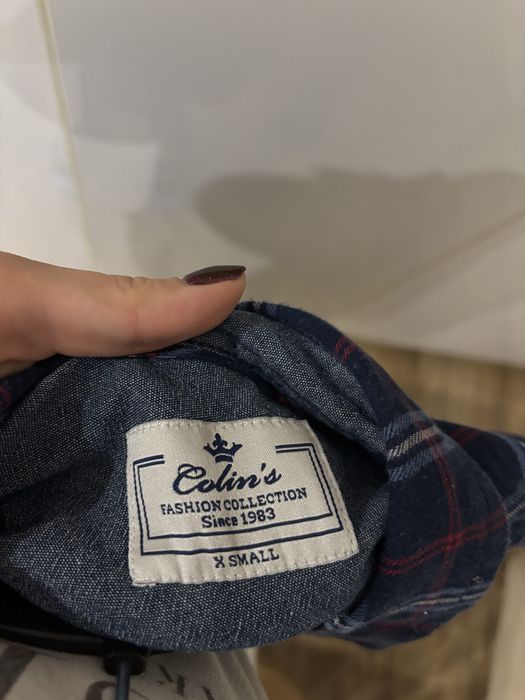 Colin's
FASHION COLLECTION
Since 1983
X SMALL